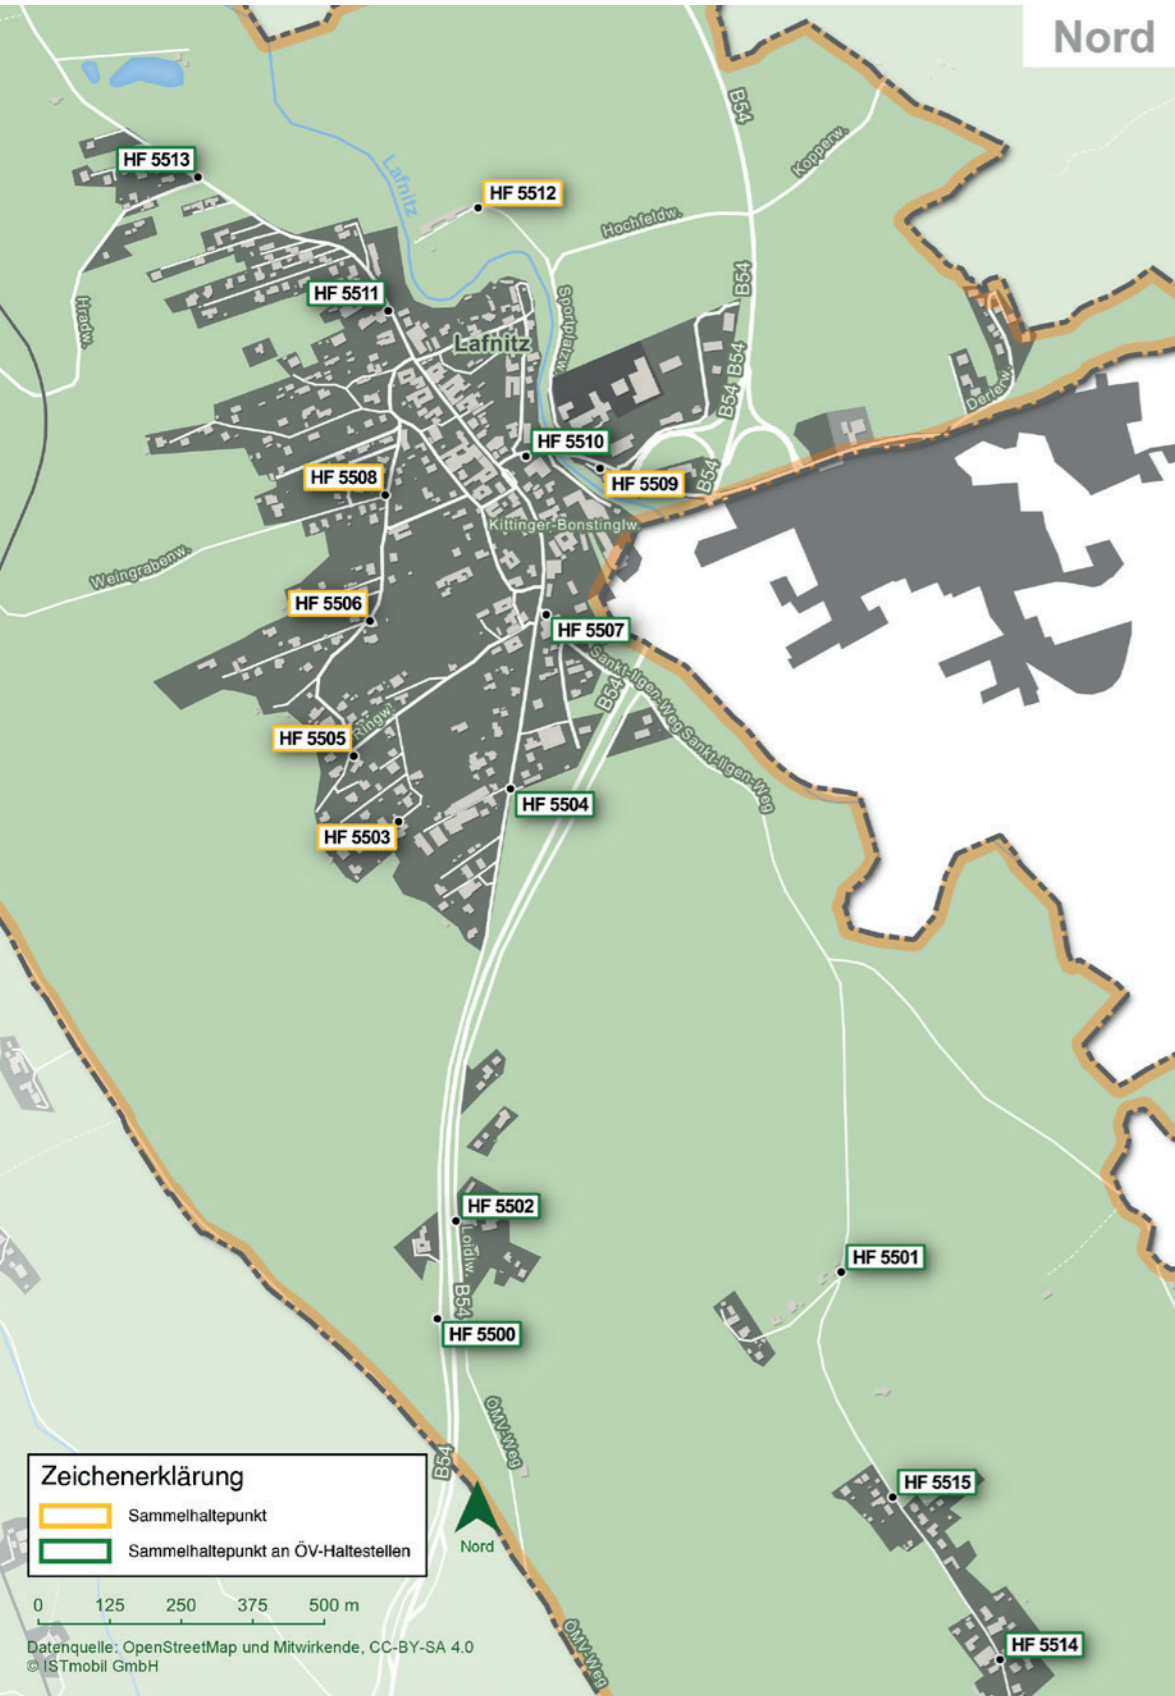 Nord
B54
Kopperw.
HF 5513
Lafnitz
HF 5512
Hochfeldw.
B54
HF 5511
Hradw.
Sportplatzw.
Lafnitz
B54
B54
Derlerw.
HF 5510
HF 5508
HF 5509
B54
Kittinger-Bonstinglw.
Weingrabenw.
HF 5506
HF 5507
Sankt-Ilgen-Weg
B54
Ringw.
HF 5505
Sankt-Ilgen-Weg
HF 5504
HF 5503
HF 5502
Loidlw.
HF 5501
B54
HF 5500
ÖMV-Weg
B54
Zeichenerklärung
HF 5515
Sammelhaltepunkt
Sammelhaltepunkt an ÖV-Haltestellen
Nord
0 125 250 375 500 m
ÖMV-Weg
HF 5514
Datenquelle: OpenStreetMap und Mitwirkende, CC-BY-SA 4.0
© ISTmobil GmbH